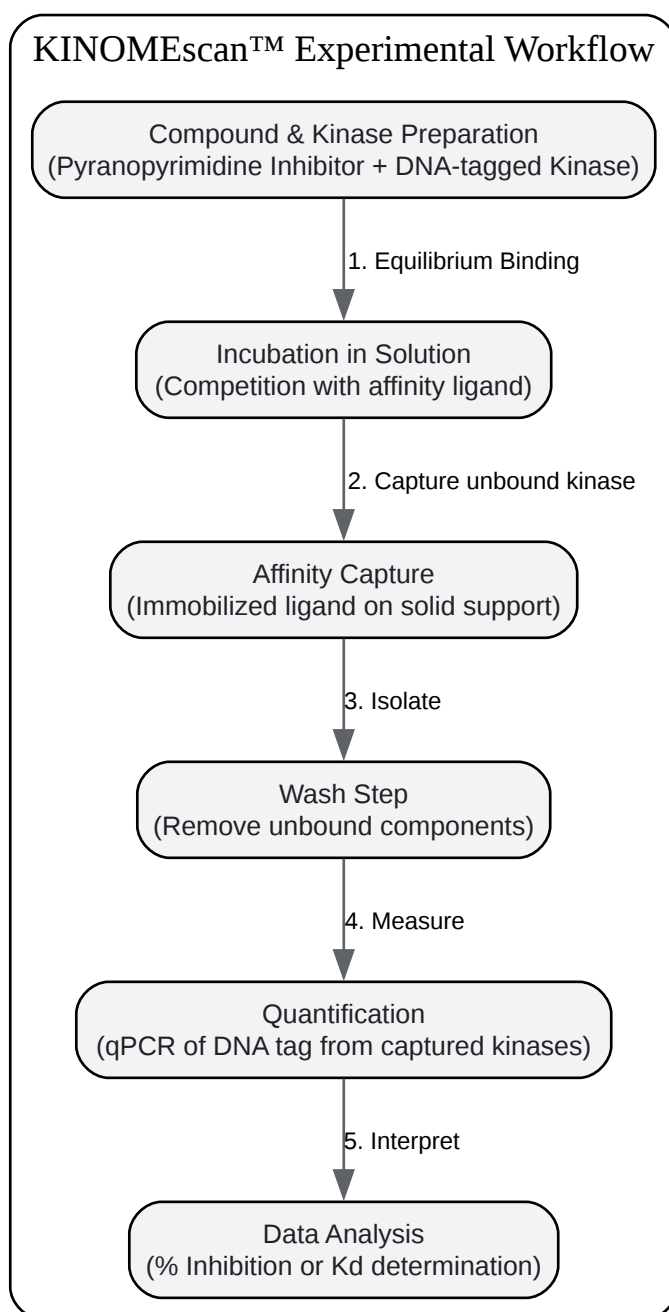 KINOMEscan™ Experimental Workflow
Compound & Kinase Preparation
(Pyranopyrimidine Inhibitor + DNA-tagged Kinase)
1. Equilibrium Binding
Incubation in Solution
(Competition with affinity ligand)
2. Capture unbound kinase
Affinity Capture
(Immobilized ligand on solid support)
3. Isolate
Wash Step
(Remove unbound components)
4. Measure
Quantification
(qPCR of DNA tag from captured kinases)
5. Interpret
Data Analysis
(% Inhibition or Kd determination)